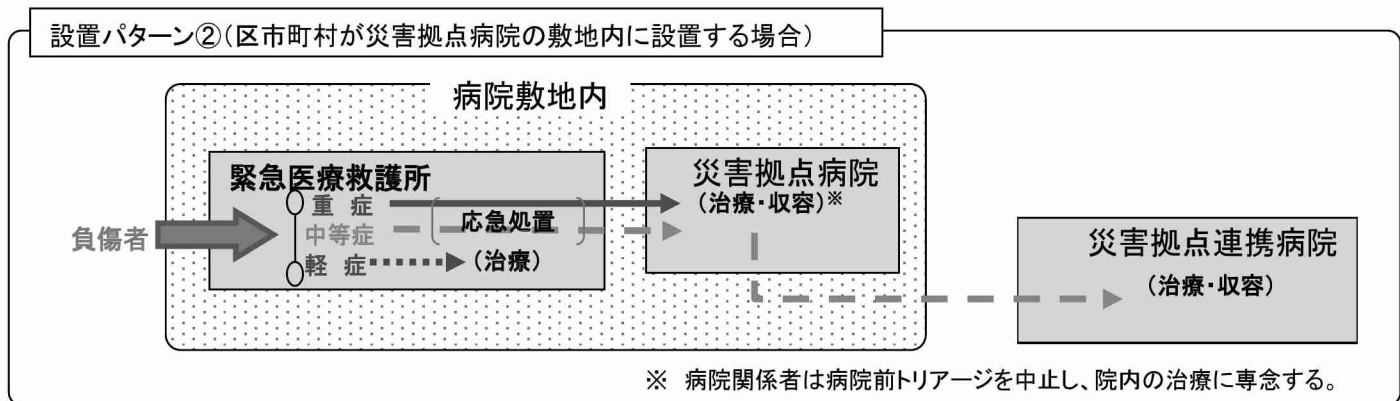 設置パターン②(区市町村が災害拠点病院の敷地内に設置する場合)
病院敷地内
緊急医療救護所
負傷者
重 症
中等症
軽 症
応急処置
(治療)
災害拠点病院
(治療・収容)※
災害拠点連携病院
(治療・収容)
※ 病院関係者は病院前トリアージを中止し、院内の治療に専念する。